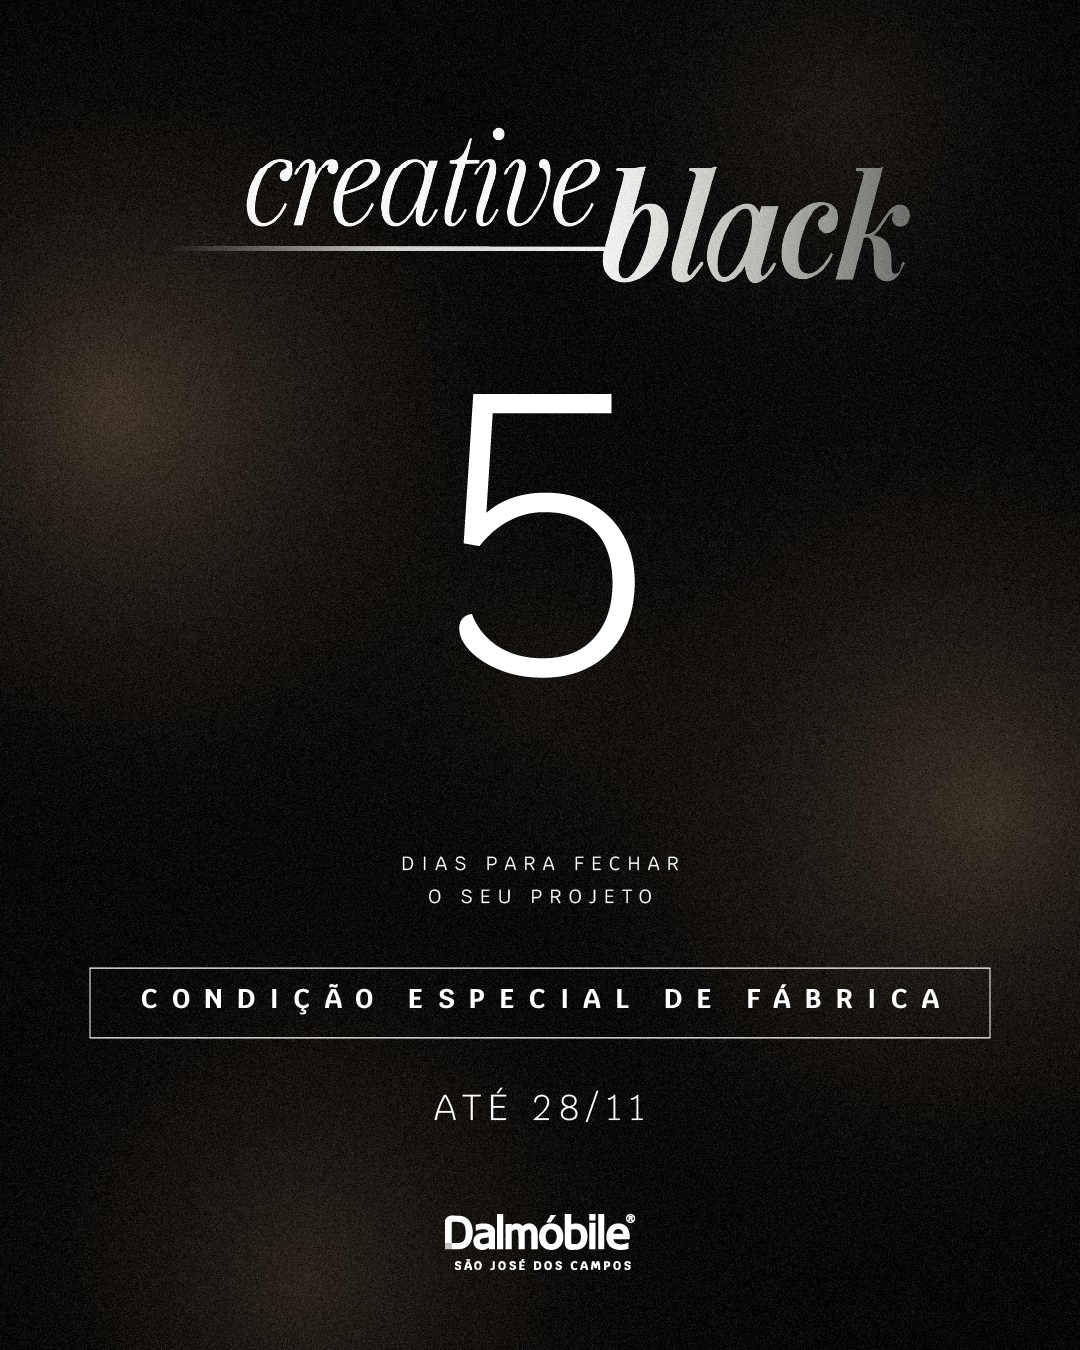 creative black
5
DIAS PARA FECHAR
O SEU PROJETO
CONDIÇÃO ESPECIAL DE FÁBRICA
ATÉ 28/11
Dalmóbile®
SÃO JOSÉ DOS CAMPOS